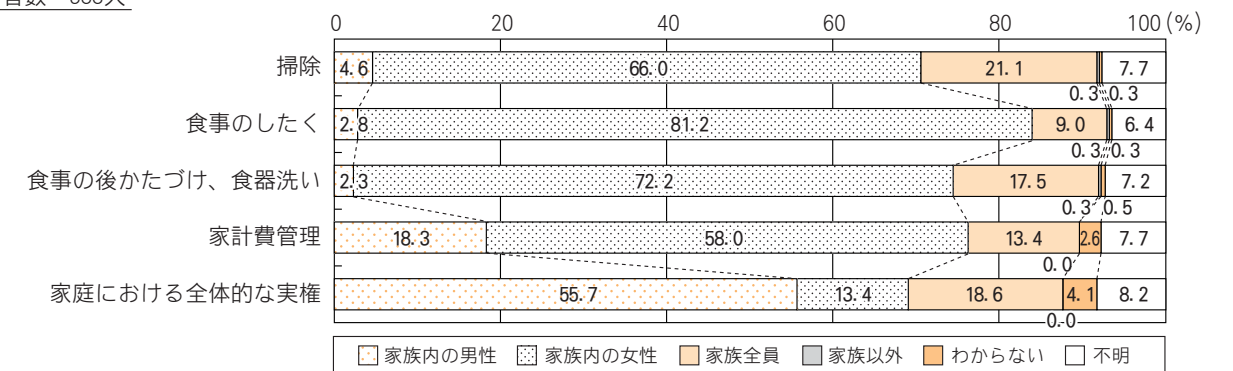 0 20 40 60 80 100(%)
掃除 4.6 66.0 21.1 7.7
0.3 0.3
食事のしたく 2.8 81.2 9.0 6.4
0.3 0.3
食事の後かたづけ、食器洗い 2.3 72.2 17.5 7.2
0.3 0.5
家計費管理 18.3 58.0 13.4 2.6 7.7
0.0
家庭における全体的な実権 55.7 13.4 18.6 4.1 8.2
0.0
家族内の男性 家族内の女性 家族全員 家族以外 わからない 不明